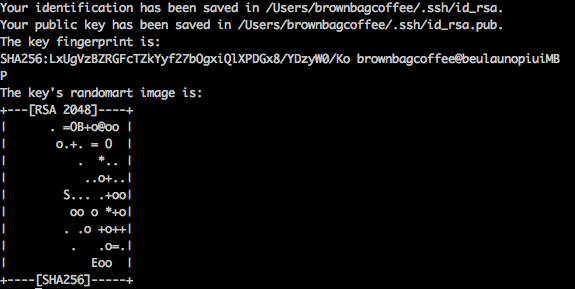 Your identification has been saved in /Users/brownbagcoffee/.ssh/id_rsa.
Your public key has been saved in /Users/brownbagcoffee/.ssh/id_rsa.pub.
The key fingerprint is:
SHA256:LxUgVzBZRGFcTZkYyf27bOgxiQlXPDGx8/YDzyW0/Ko brownbagcoffee@beulaunopiuiMB
P
The key's randomart image is:
+---[RSA 2048]----+
|      . =OB+o@oo |
|       o.+. = O  |
|          .  *.. |
|           ..o+..|
|        S... .+oo|
|         oo o *+o|
|        . .o +o++|
|         .   .o=.|
|            Eoo  |
+----[SHA256]-----+